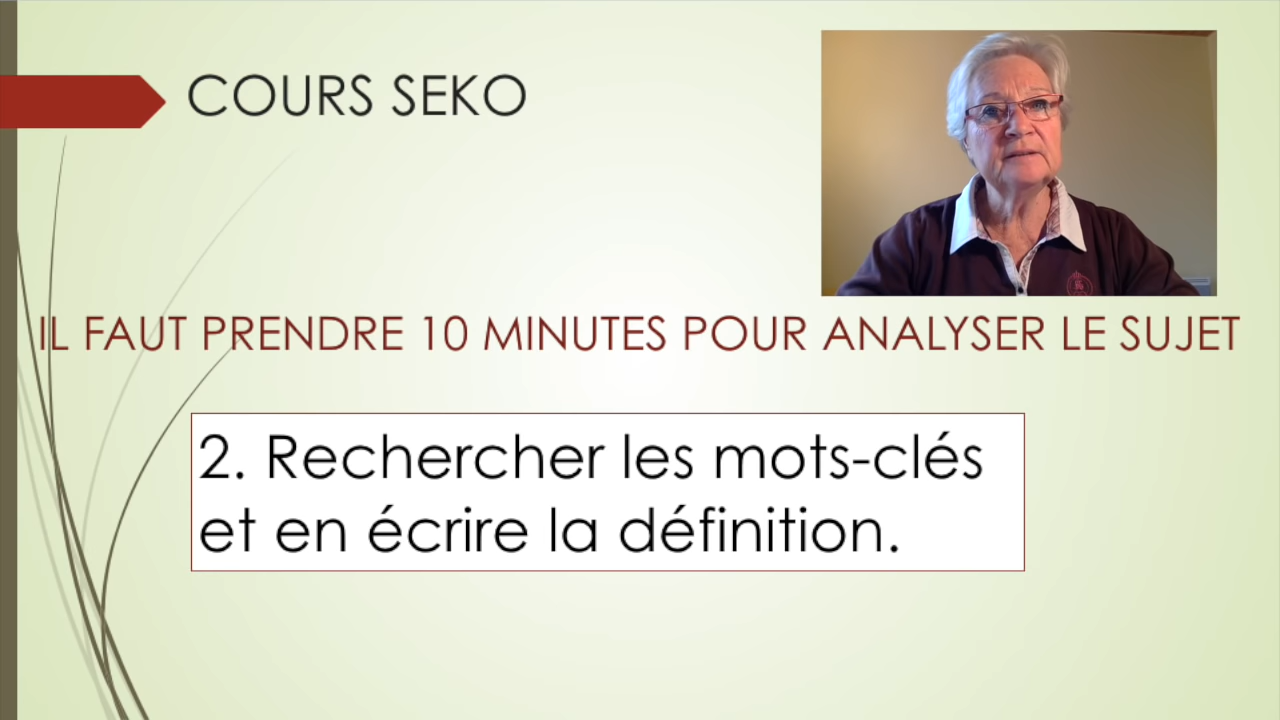 COURS SEKO
IL FAUT PRENDRE 10 MINUTES POUR ANALYSER LE SUJET
2. Rechercher les mots-clés
et en écrire la définition.